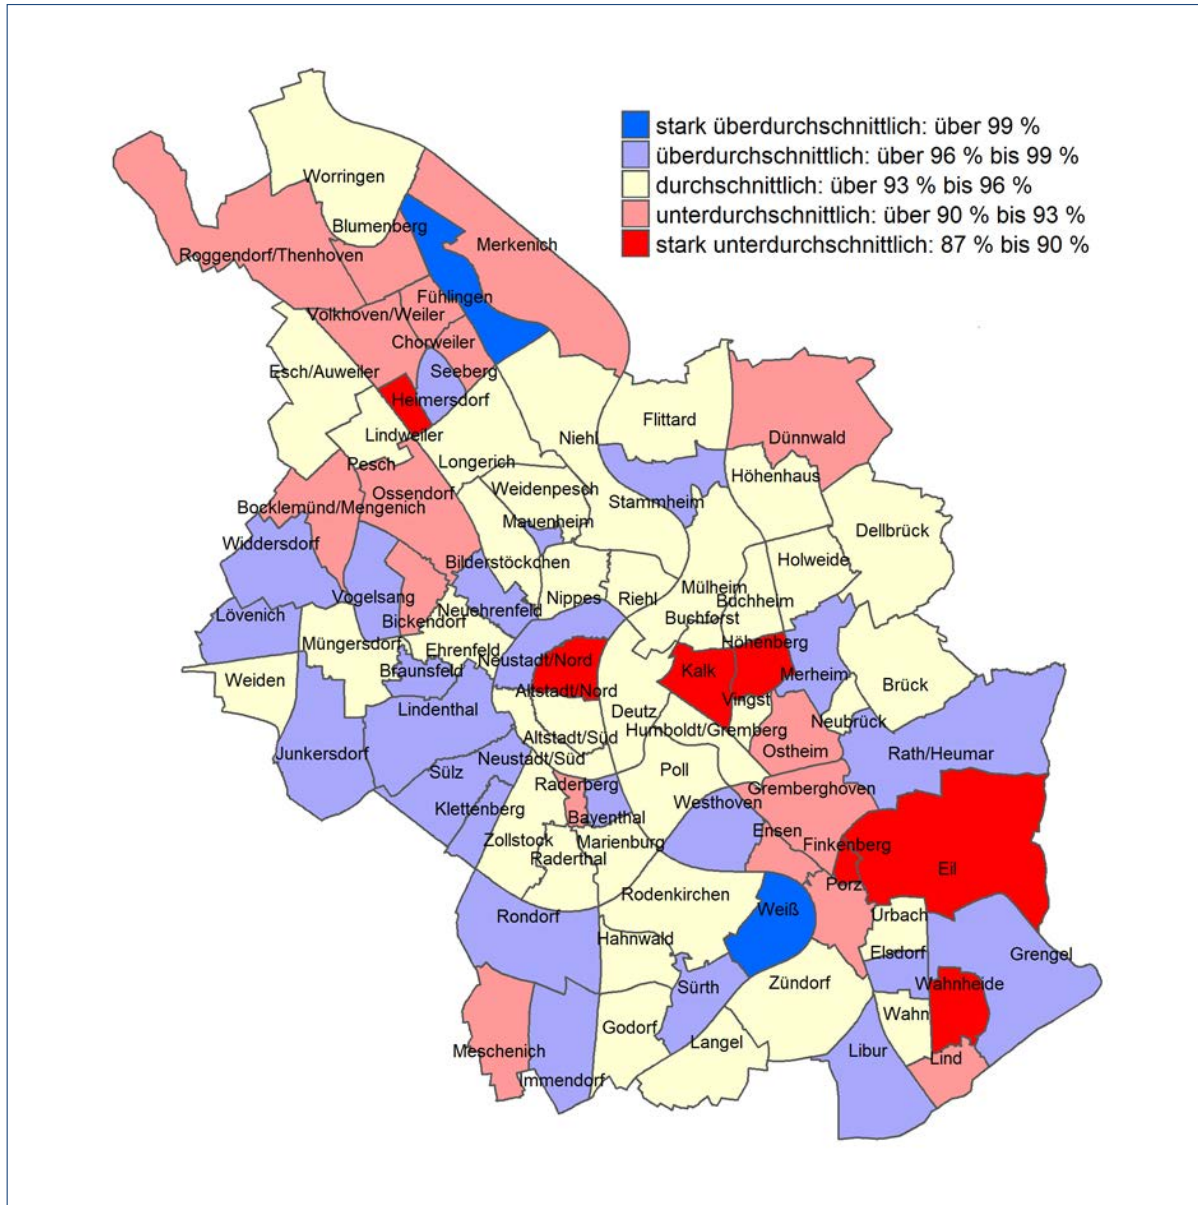 stark überdurchschnittlich: über 99 %
überdurchschnittlich: über 96 % bis 99 %
durchschnittlich: über 93 % bis 96 %
unterdurchschnittlich: über 90 % bis 93 %
stark unterdurchschnittlich: 87 % bis 90 %
Worringen
Blumenberg
Merkenich
Roggendorf/Thenhoven
Fühlingen
Volkhoven/Weiler
Chorweiler
Esch/Auweiler
Seeberg
Heimersdorf
Flittard
Lindweiler
Niehl
Dünnwald
Pesch
Longerich
Höhenhaus
Ossendorf
Weidenpesch
Bocklemünd/Mengenich
Stammheim
Mauenheim
Dellbrück
Widdersdorf
Bilderstöckchen
Holweide
Mülheim
Vogelsang
Nippes
Riehl
Buchheim
Neuehrenfeld
Lövenich
Bickendorf
Buchforst
Müngersdorf
Höhenberg
Ehrenfeld
Neustadt/Nord
Braunsfeld
Kalk
Merheim
Weiden
Brück
Altstadt/Nord
Vingst
Lindenthal
Deutz
Neubrück
Humboldt/Gremberg
Altstadt/Süd
Ostheim
Junkersdorf
Rath/Heumar
Neustadt/Süd
Sülz
Poll
Raderberg
Gremberghoven
Westhoven
Klettenberg
Bayenthal
Ensen
Zollstock
Marienburg
Finkenberg
Raderthal
Eil
Porz
Rodenkirchen
Weiß
Rondorf
Urbach
Hahnwald
Elsdorf
Grengel
Zündorf
Wahnheide
Sürth
Wahn
Godorf
Langel
Meschenich
Libur
Lind
Immendorf